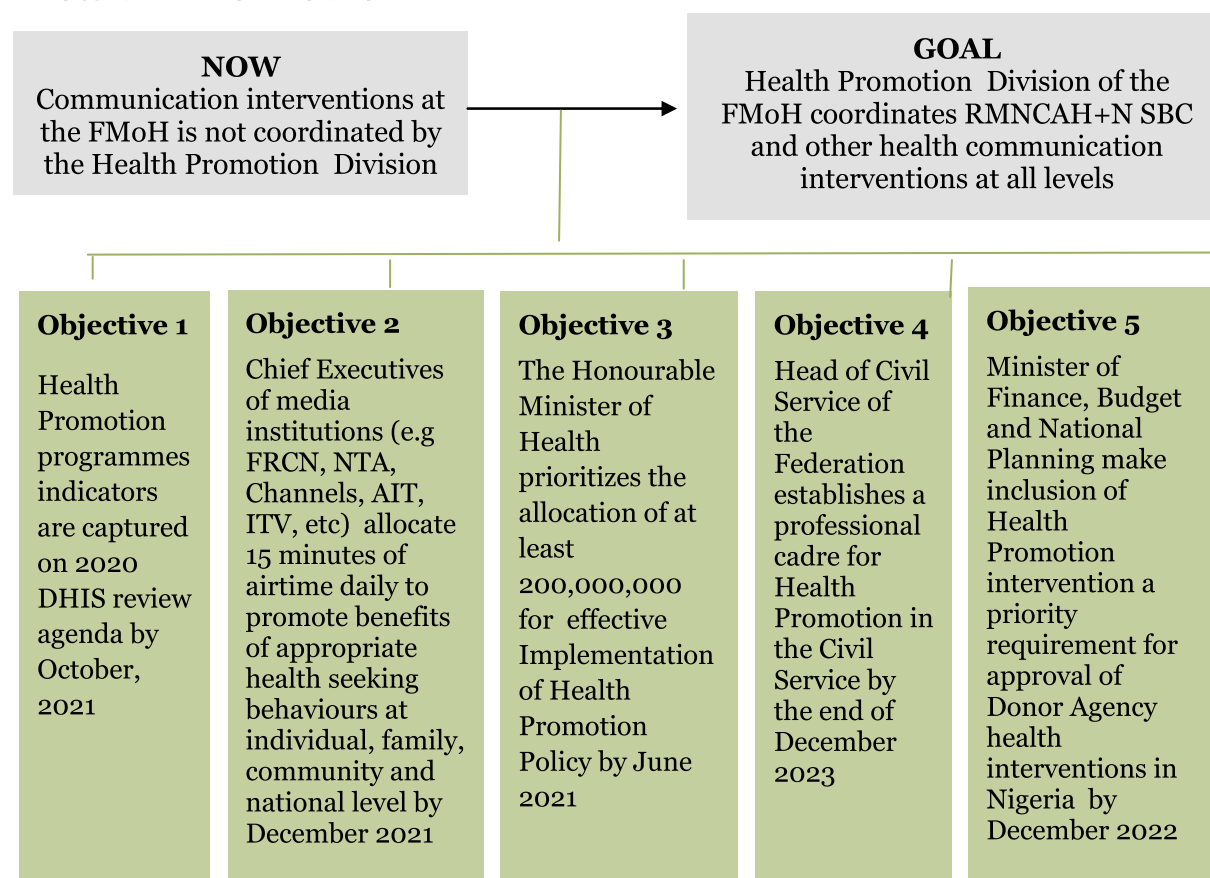 NOW
Communication interventions at
the FMoH is not coordinated by
the Health Promotion  Division
GOAL
Health Promotion  Division of the
FMoH coordinates RMNCAH+N SBC
and other health communication
interventions at all levels
Objective 1
Health
Promotion
programmes
indicators
are captured
on 2020
DHIS review
agenda by
October,
2021
Objective 2
Chief Executives
of media
institutions (e.g
FRCN, NTA,
Channels, AIT,
ITV, etc)  allocate
15 minutes of
airtime daily to
promote benefits
of appropriate
health seeking
behaviours at
individual, family,
community and
national level by
December 2021
Objective 3
The Honourable
Minister of
Health
prioritizes the
allocation of at
least
200,000,000
for  effective
Implementation
of Health
Promotion
Policy by June
2021
Objective 4
Head of Civil
Service of
the
Federation
establishes a
professional
cadre for
Health
Promotion in
the Civil
Service by
the end of
December
2023
Objective 5
Minister of
Finance, Budget
and National
Planning make
inclusion of
Health
Promotion
intervention a
priority
requirement for
approval of
Donor Agency
health
interventions in
Nigeria  by
December 2022